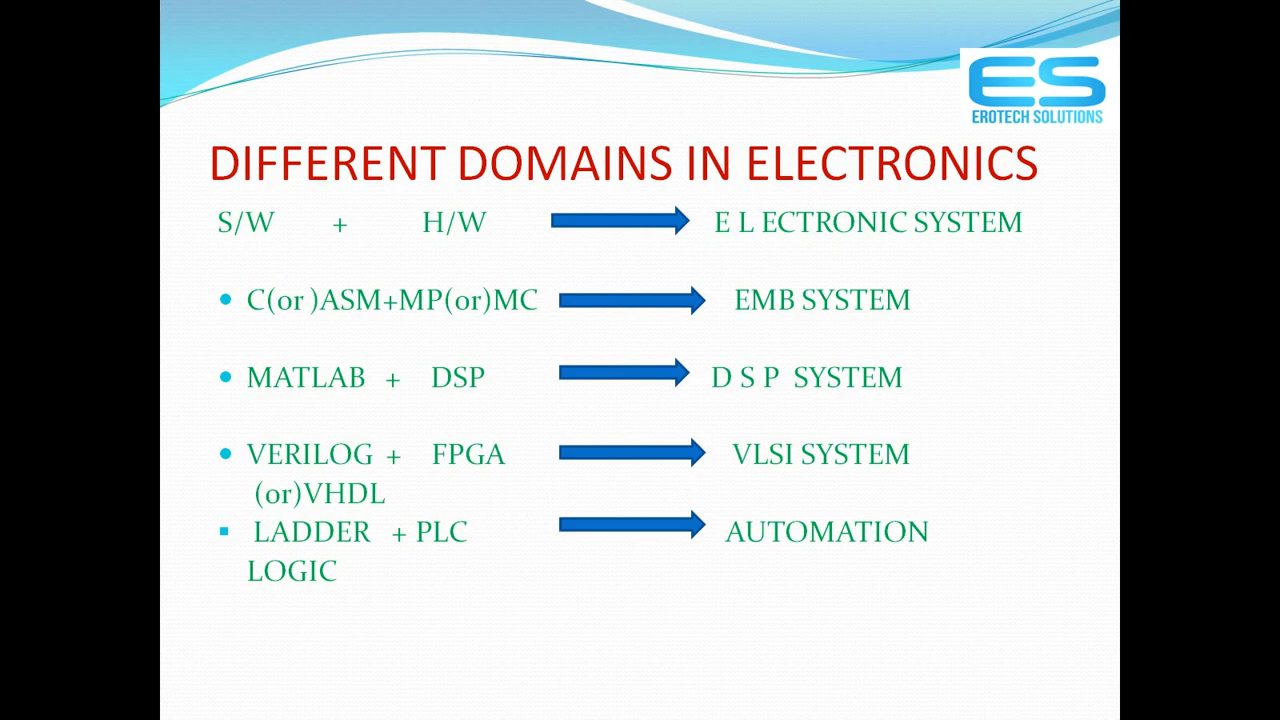 ES
EROTECH SOLUTIONS
DIFFERENT DOMAINS IN ELECTRONICS
S/W + H/W E L ECTRONIC SYSTEM
C(or )ASM+MP(or)MC EMB SYSTEM
MATLAB + DSP D S P SYSTEM
VERILOG + FPGA VLSI SYSTEM
(or)VHDL
LADDER + PLC AUTOMATION
LOGIC